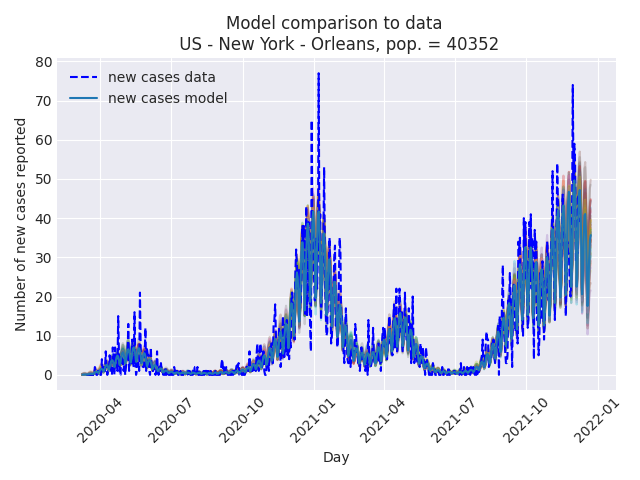 Model comparison to data
US - New York - Orleans, pop. = 40352
new cases data
new cases model
Number of new cases reported
80
70
60
50
40
30
20
10
0
2020-04
2020-07
2020-10
2021-01
2021-04
2021-07
2021-10
2022-01
Day